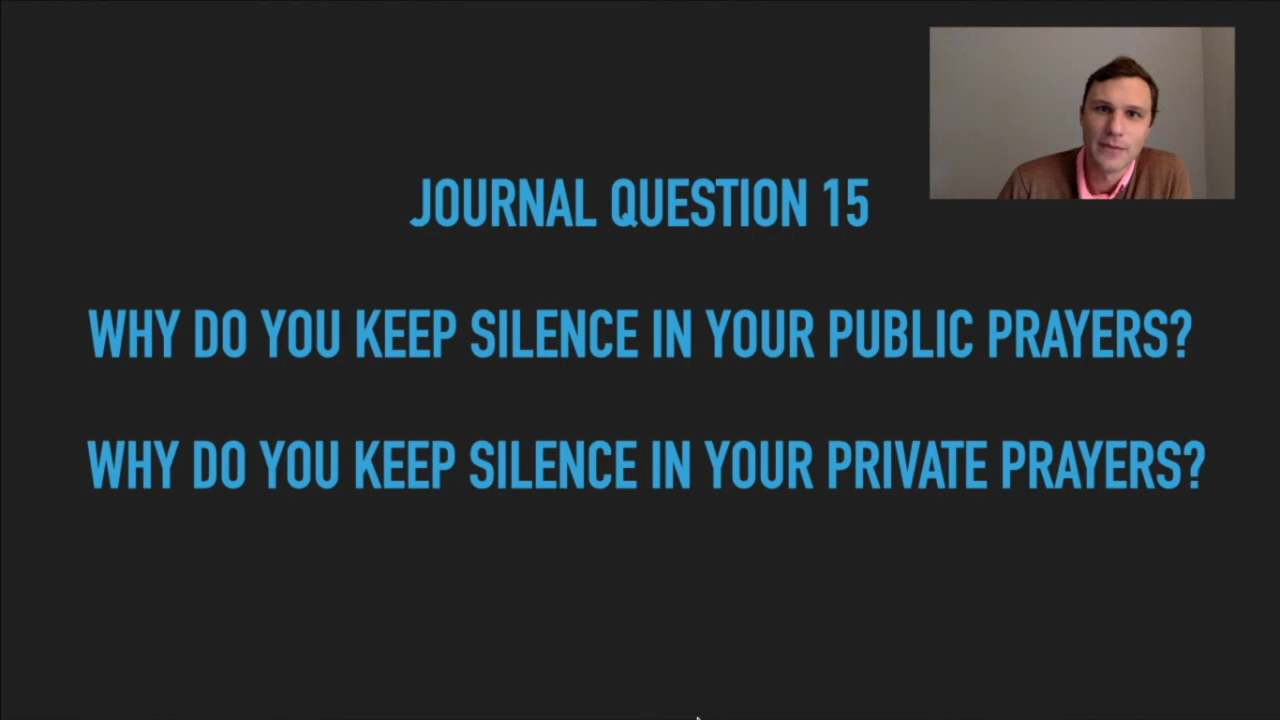 JOURNAL QUESTION 15
WHY DO YOU KEEP SILENCE IN YOUR PUBLIC PRAYERS?
WHY DO YOU KEEP SILENCE IN YOUR PRIVATE PRAYERS?